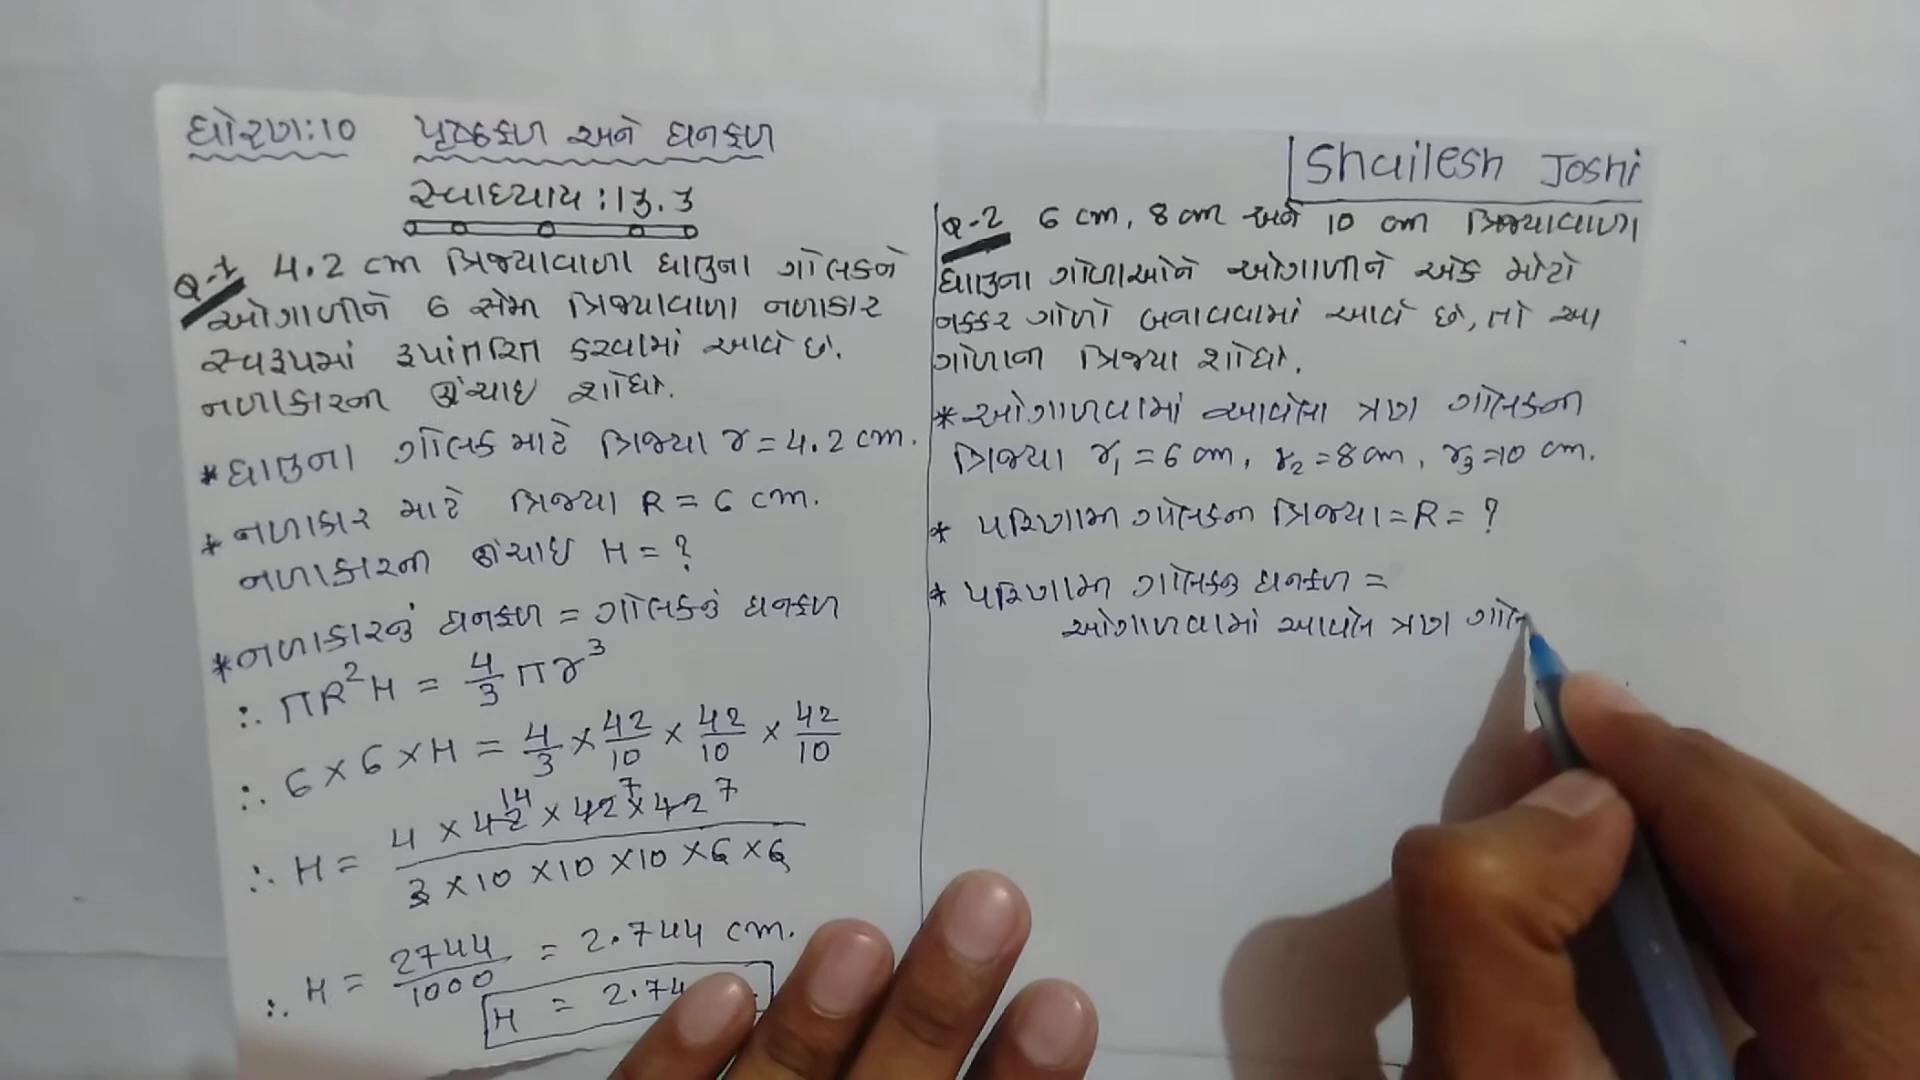 ધોરણ:10 પૃષ્ઠફળ અને ઘનફળ
સ્વાધ્યાય:13.3
Q-1 4.2 cm ત્રિજ્યાવાળા ધાતુના ગોલકને
ઓગાળીને 6 સેમી ત્રિજ્યાવાળા નળાકાર
સ્વરૂપમાં રૂપાંતરિત કરવામાં આવે છે.
નળાકારની ઊંચાઇ શોધો.
*ધાતુના ગોલક માટે ત્રિજ્યા r=4.2 cm.
*નળાકાર માટે ત્રિજ્યા R = 6 cm.
નળાકારની ઊંચાઇ H = ?
*નળાકારનું ઘનફળ = ગોલકનું ઘનફળ
∴ πR²H = 4/3 πr³
∴ 6×6×H = 4/3 × 42/10 × 42/10 × 42/10
14 7 7
∴ H = 4 × 42 × 42 × 42 / 3 × 10 × 10 × 10 × 6 × 6
∴ H = 2744/1000 = 2.744 cm.
H = 2.74
Shailesh Joshi
Q-2 6 cm, 8 cm અને 10 cm ત્રિજ્યાવાળા
ધાતુના ગોળાઓને ઓગાળીને એક મોટો
નક્કર ગોળો બનાવવામાં આવે છે, તો આ
ગોળાની ત્રિજ્યા શોધો.
*ઓગાળવામાં આવેલા ત્રણ ગોલકની
ત્રિજ્યા r₁=6 cm, r₂=8 cm, r₃=10 cm.
* પરિણામી ગોલકની ત્રિજ્યા=R=?
* પરિણામી ગોલકનું ઘનફળ =
ઓગાળવામાં આવેલ ત્રણ ગોલ